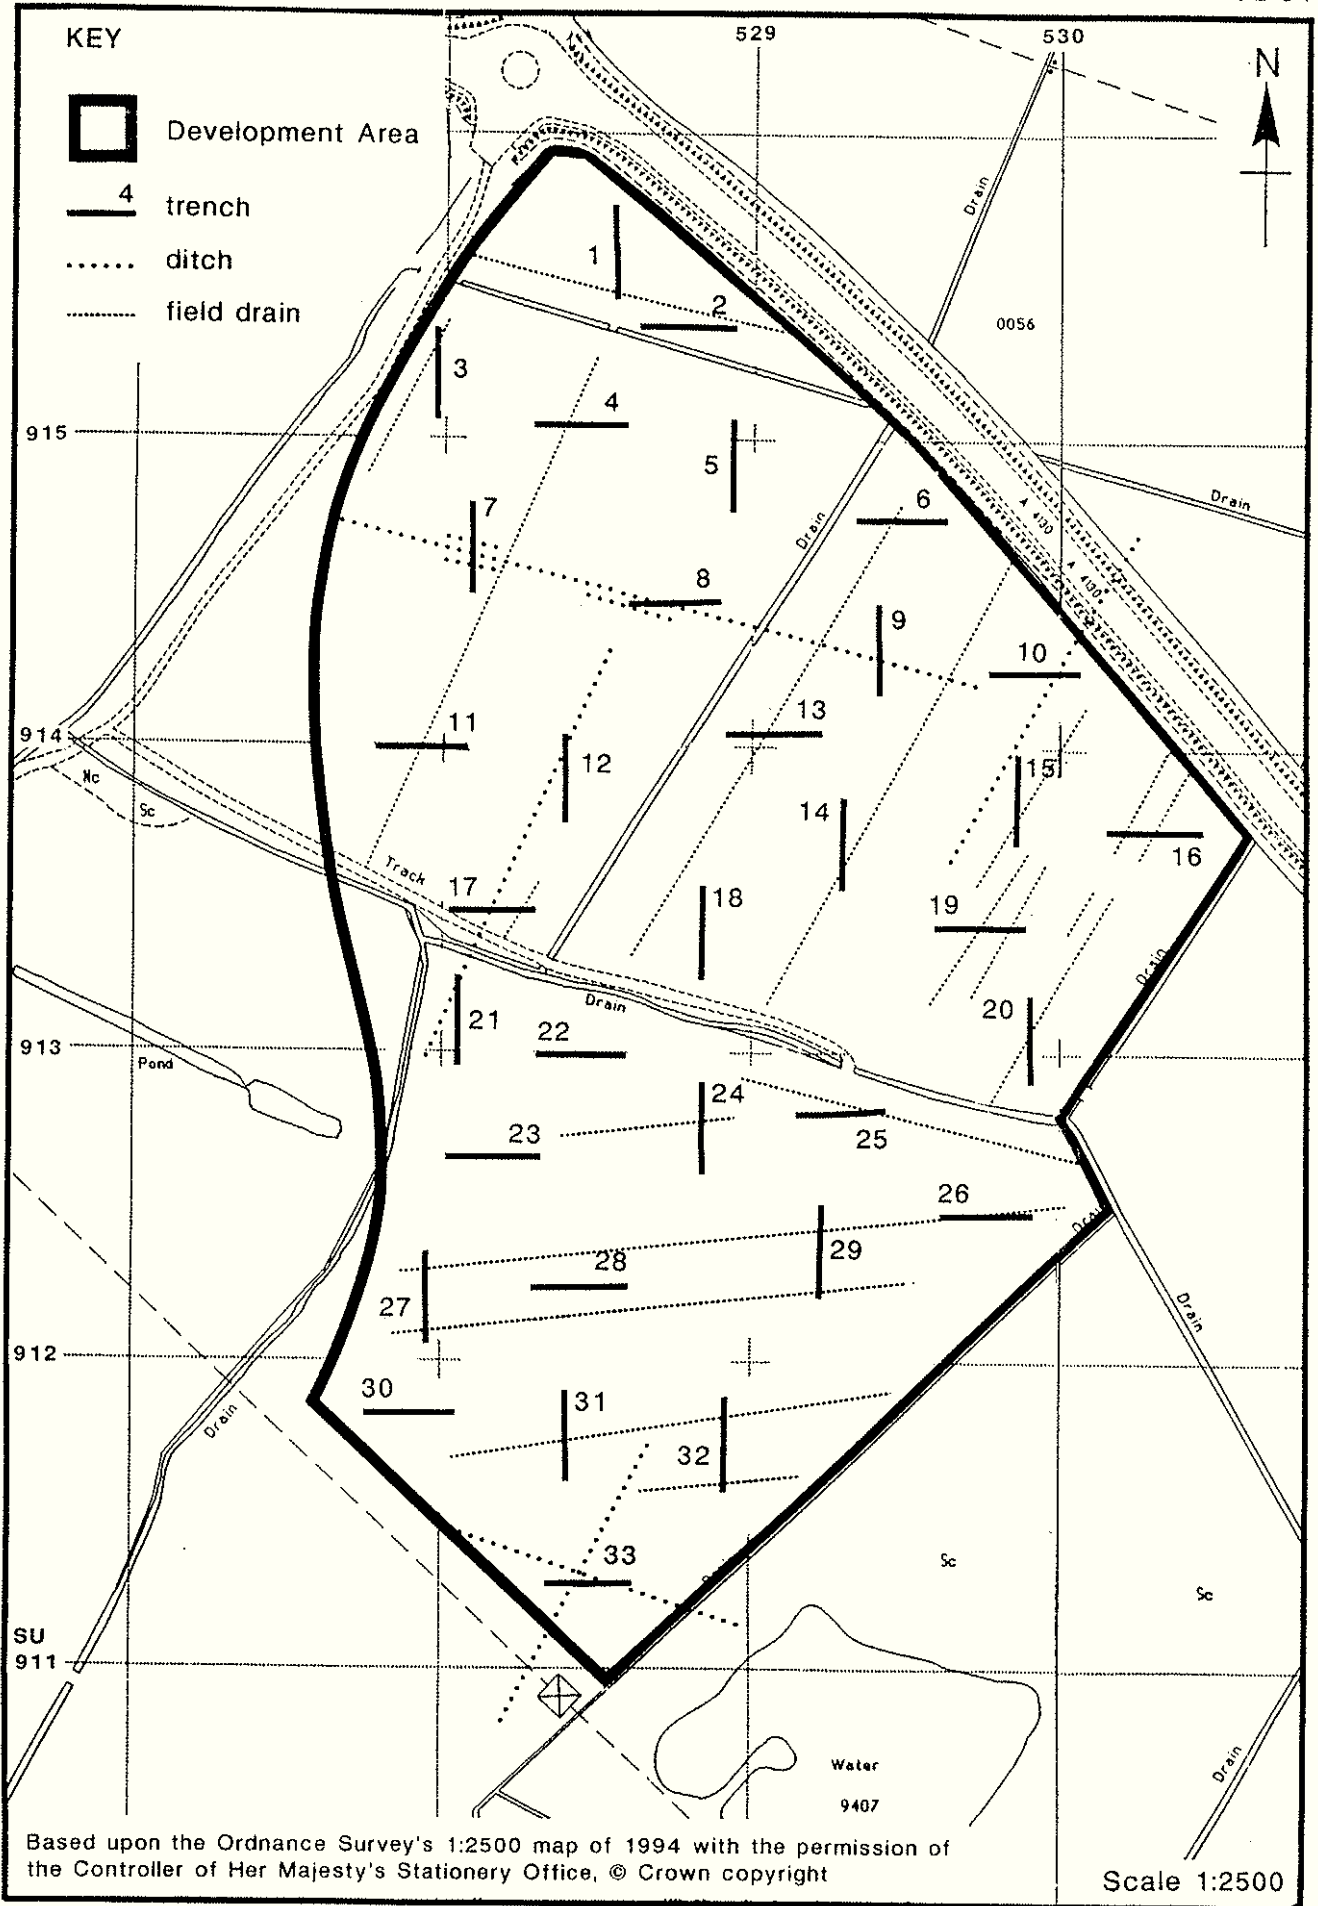 KEY
Development Area
4
trench
ditch
field drain
529
530
N
Drain
0056
1
2
3
4
915
5
6
7
8
9
10
Drain
Drain
A 4130
A 4130
914
11
12
13
14
15
16
Nc
Sc
Track
17
18
19
20
Drain
Drain
21
22
913
Pond
23
24
25
26
Drain
27
28
29
Drain
912
30
31
32
Drain
33
Sc
Sc
SU
911
Water
9407
Drain
Based upon the Ordnance Survey's 1:2500 map of 1994 with the permission of
the Controller of Her Majesty's Stationery Office, © Crown copyright
Scale 1:2500